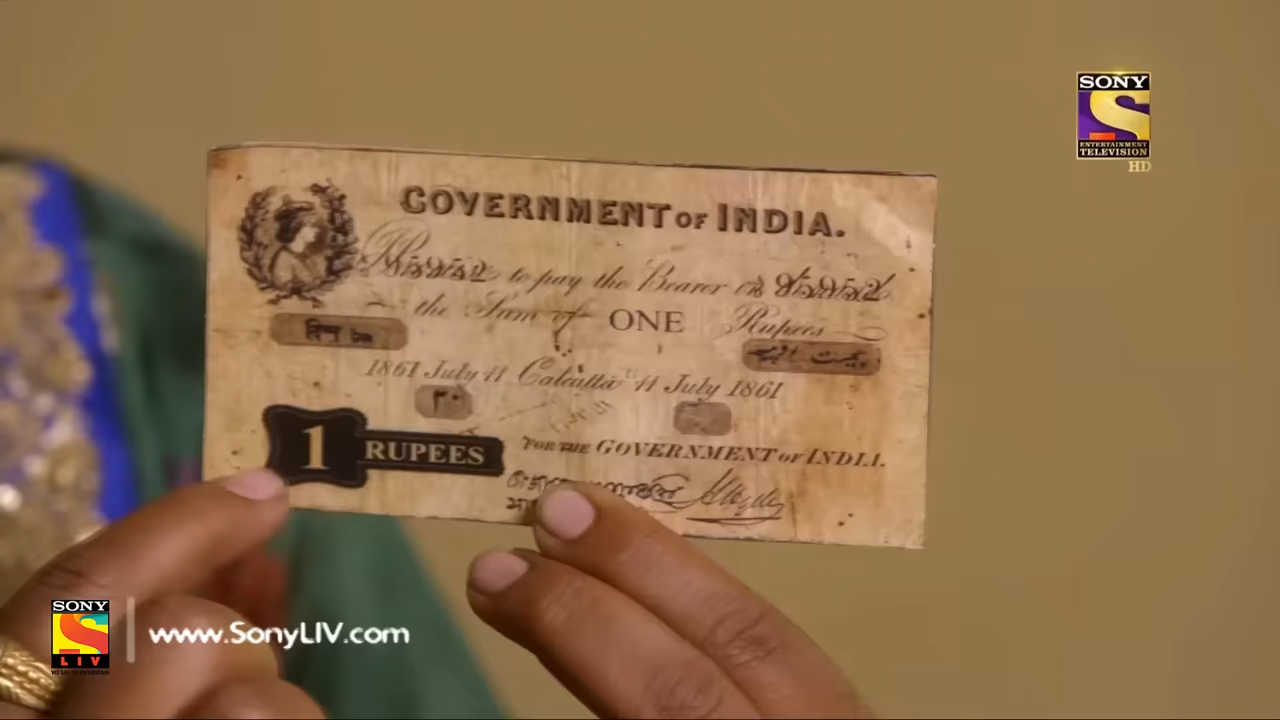 SONY
ENTERTAINMENT
TELEVISION
HD
GOVERNMENT OF INDIA.
to pay the Bearer
the Sum of ONE Rupees
1861 July 11 Calcutta 11 July 1861
٣٠
1 RUPEES
FOR THE GOVERNMENT OF INDIA.
SONY
LIV
www.SonyLIV.com